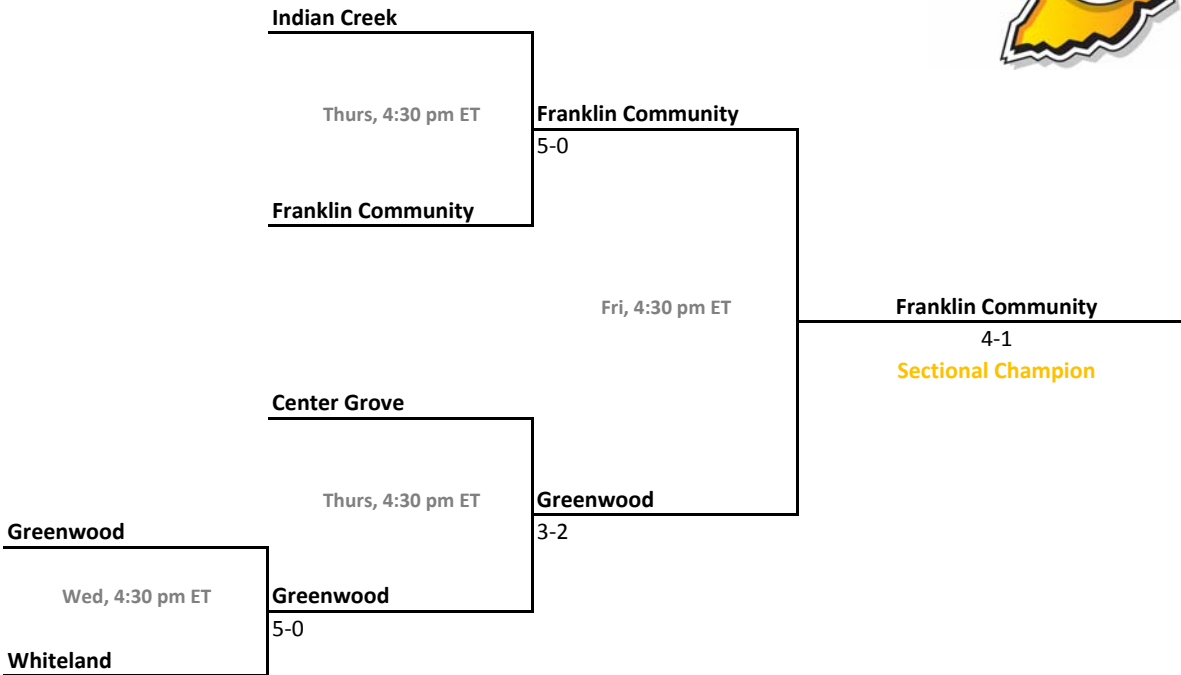 Indian Creek
Thurs, 4:30 pm ET
Franklin Community
5-0
Franklin Community
Fri, 4:30 pm ET
Franklin Community
4-1
Sectional Champion
Center Grove
Thurs, 4:30 pm ET
Greenwood
3-2
Greenwood
Wed, 4:30 pm ET
Greenwood
5-0
Whiteland